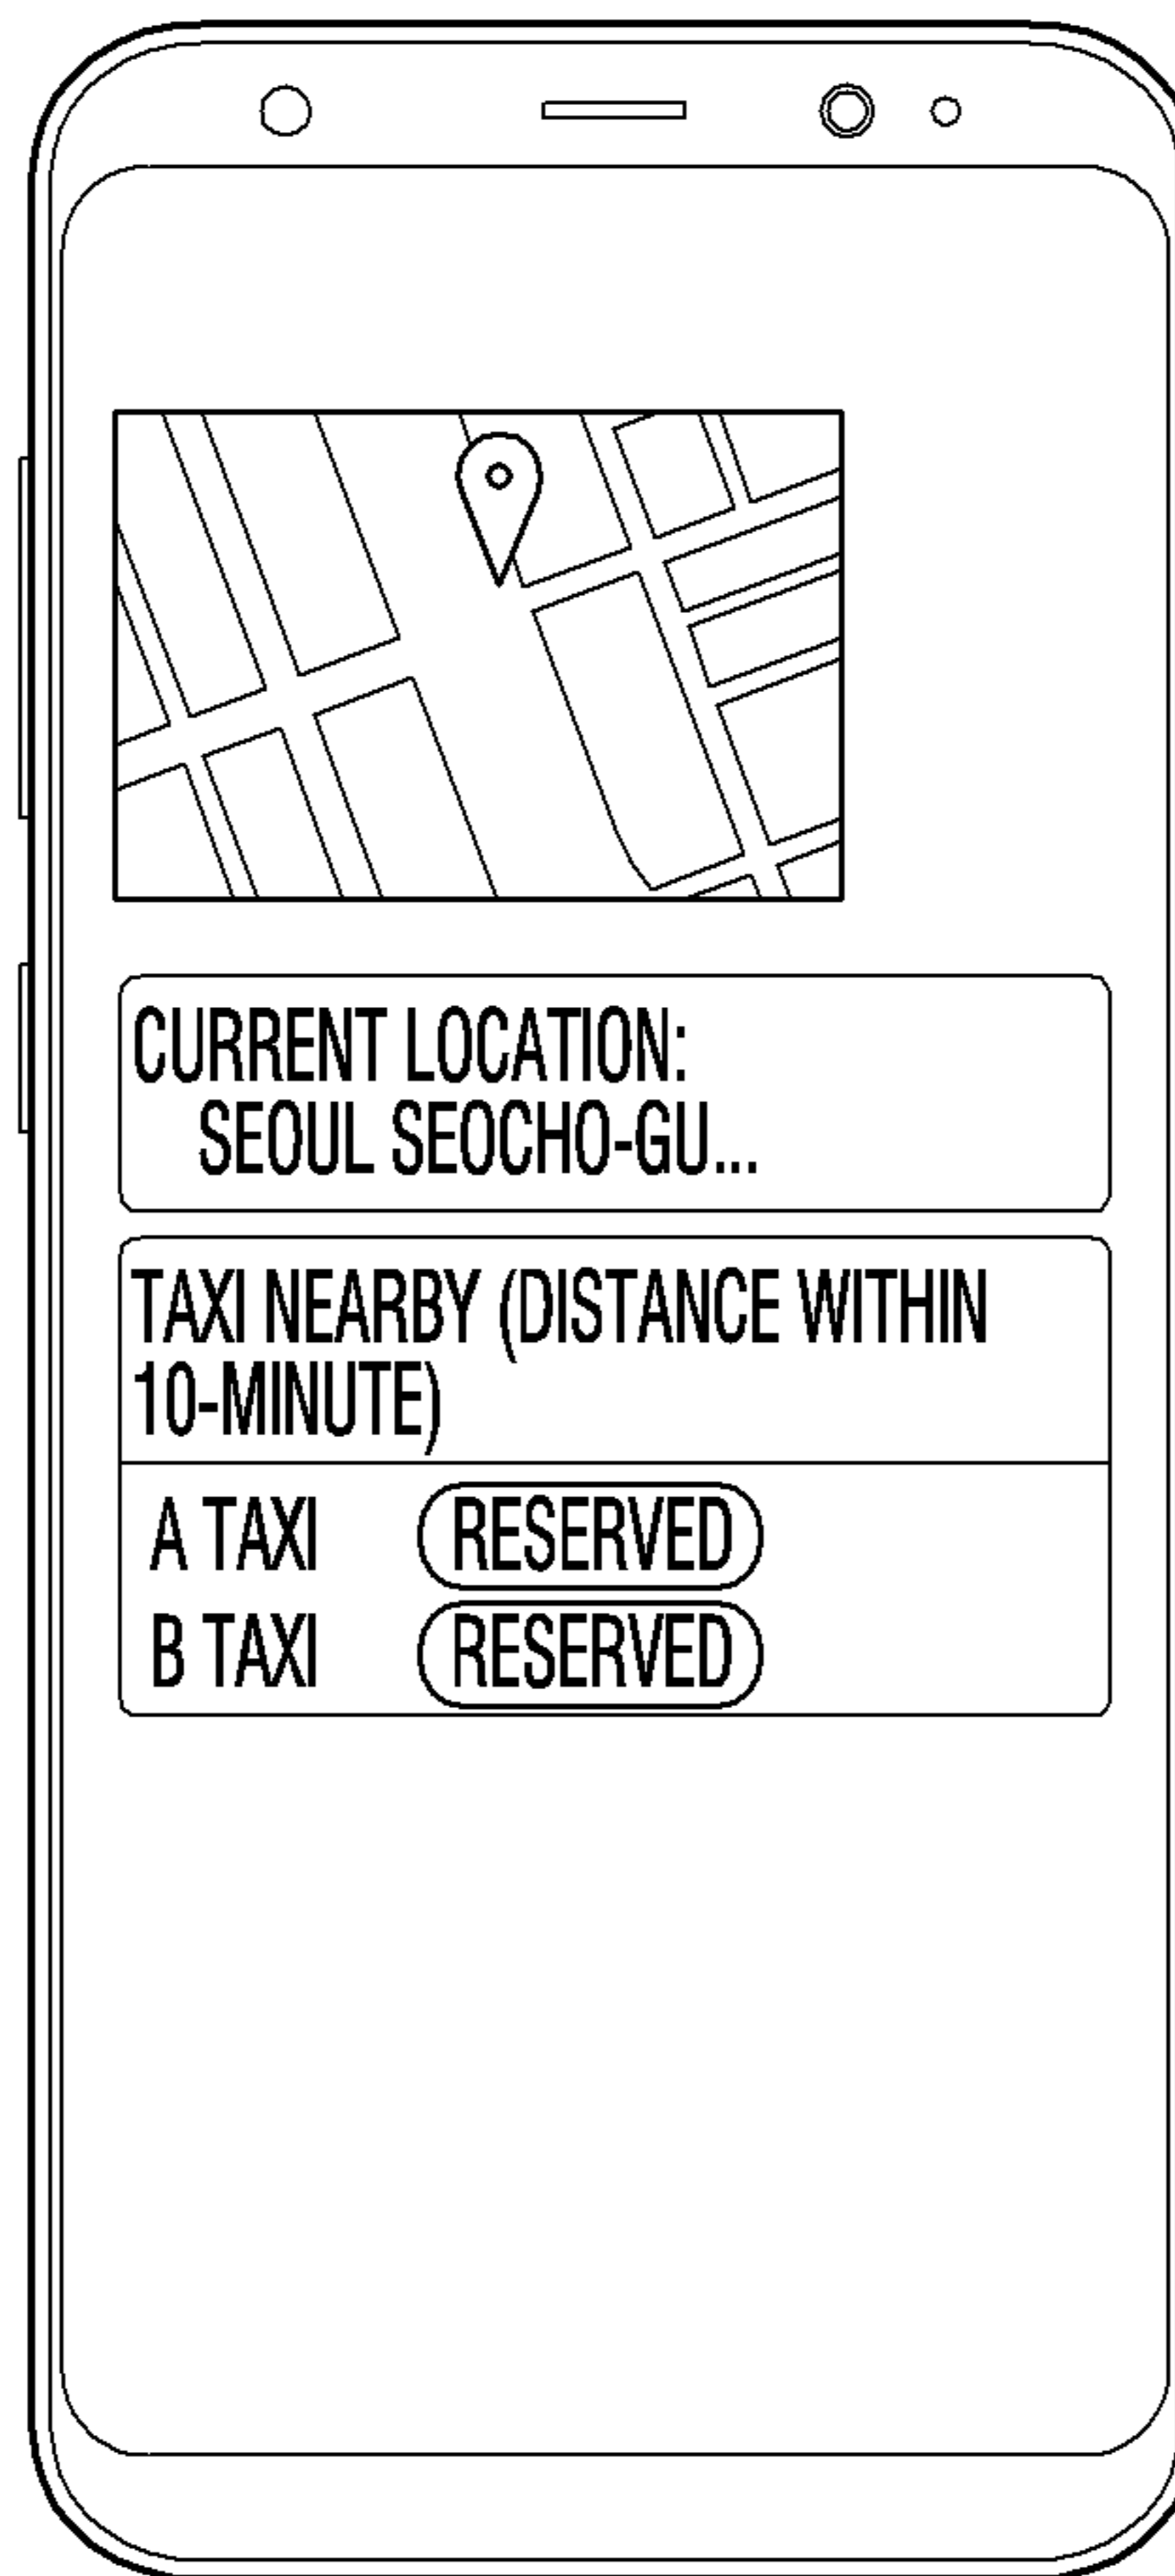 CURRENT LOCATION:
SEOUL SEOCHO-GU...
TAXI NEARBY (DISTANCE WITHIN
10-MINUTE)
A TAXI RESERVED
B TAXI RESERVED